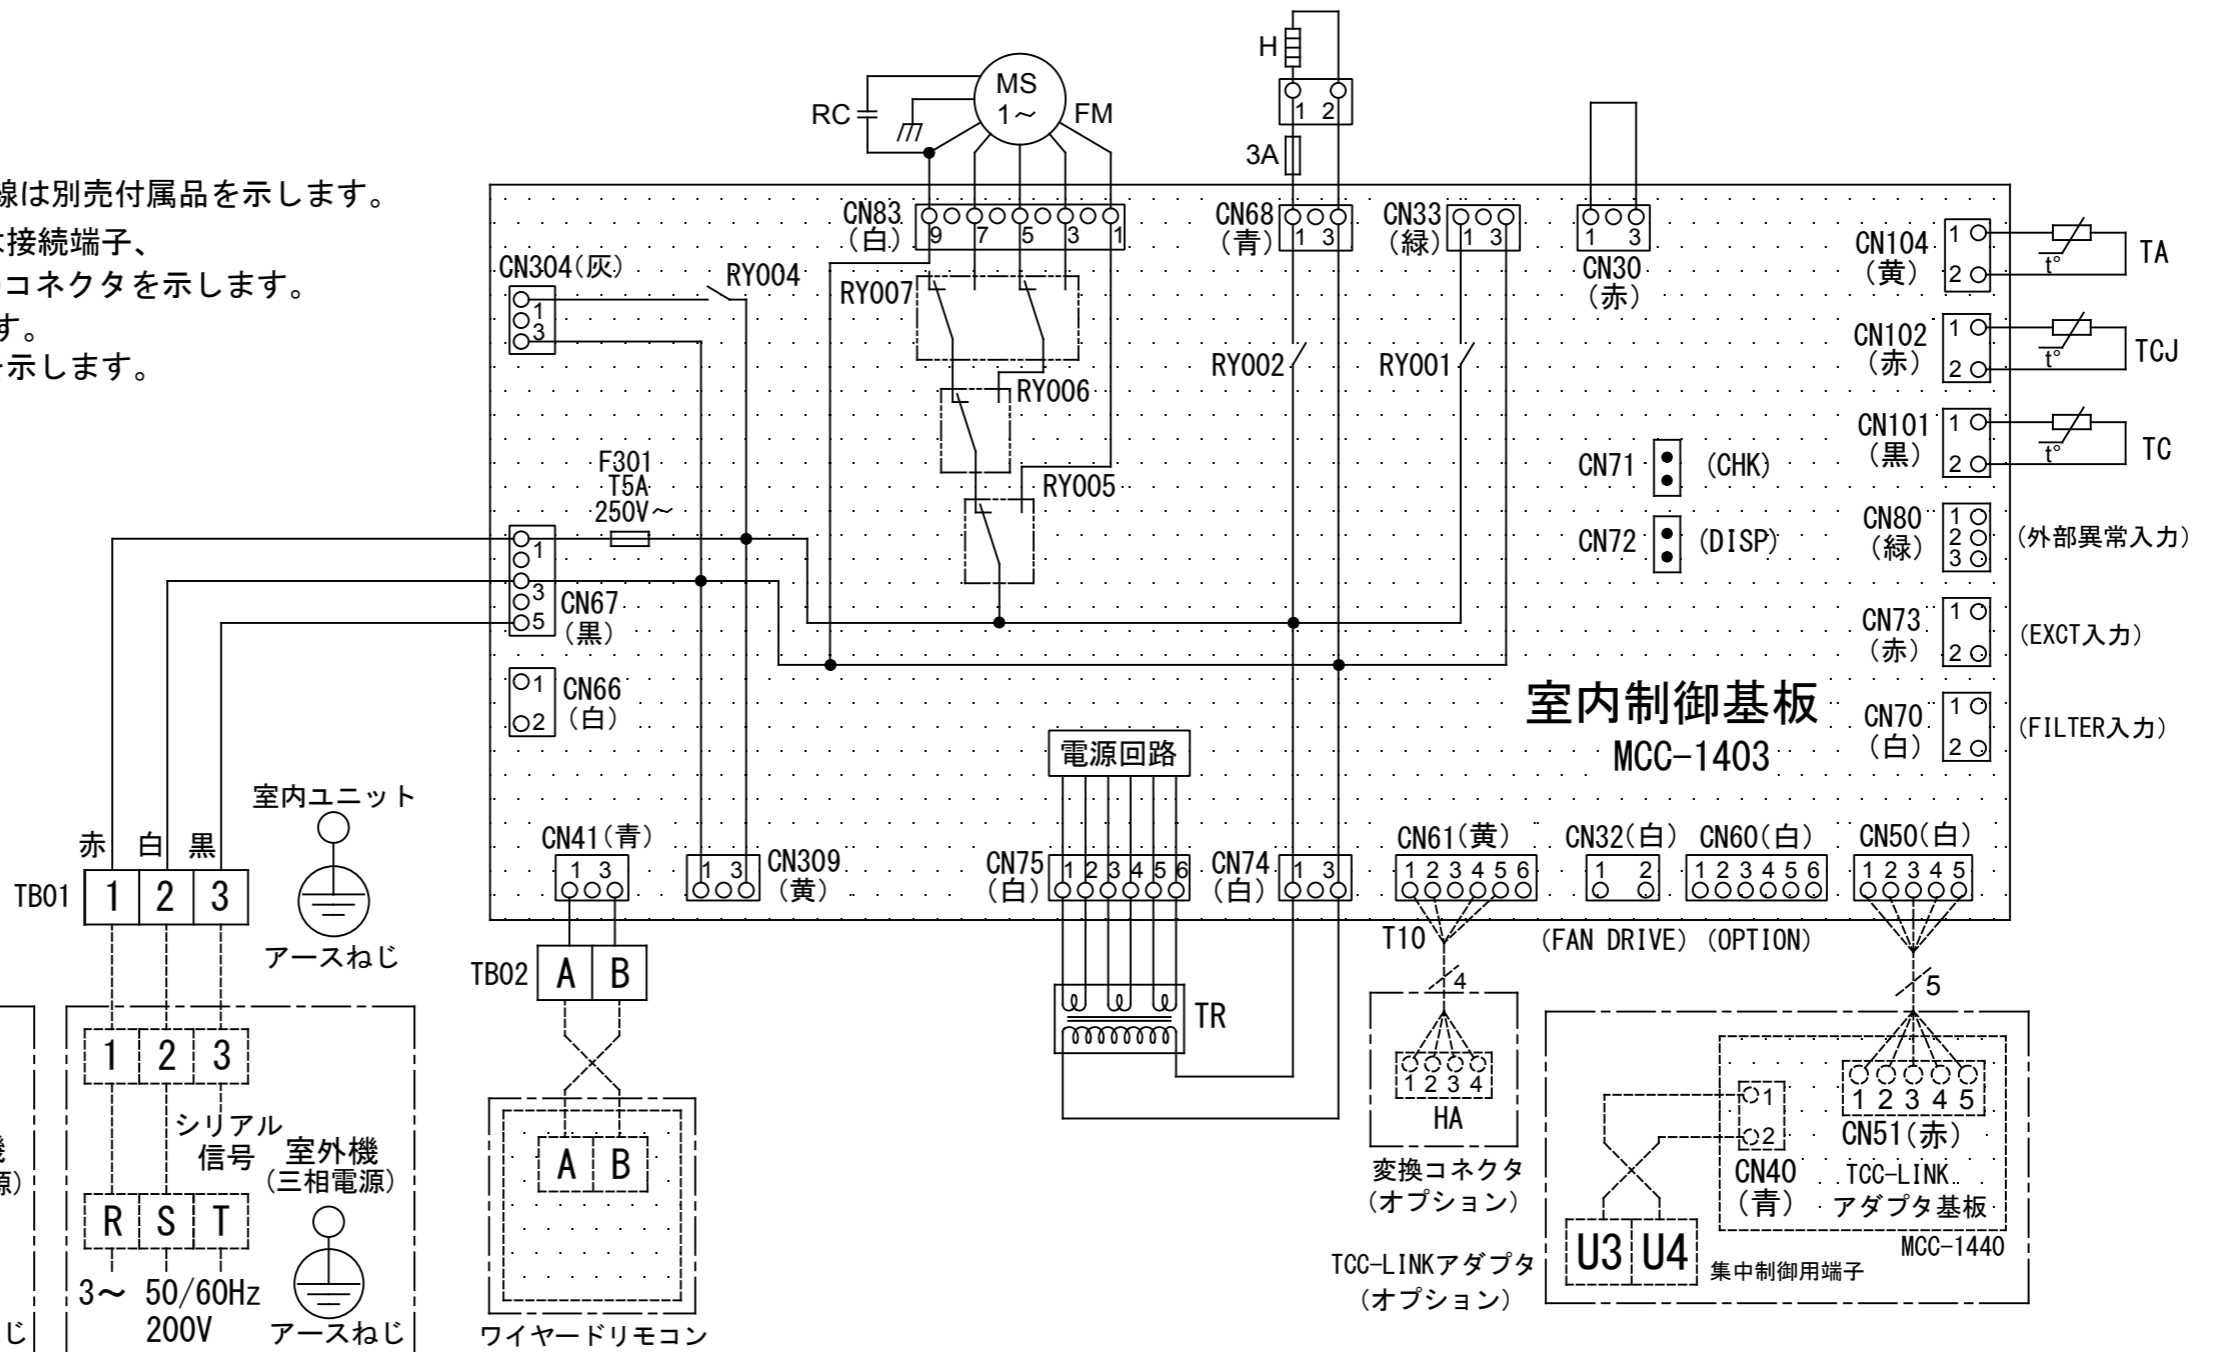 線は別売付属品を示します。
は接続端子、
のコネクタを示します。
す。
を示します。
MS
1～
RC
FM
H
1 2
3A
CN83
(白)
9 7 5 3 1
CN68
(青)
1 3
CN33
(緑)
1 3
1 3
CN30
(赤)
CN104
(黄)
1
2
t°
TA
CN304(灰)
1
3
RY004
RY007
CN102
(赤)
1
2
t°
TCJ
RY002
RY001
RY006
CN101
(黒)
1
2
t°
TC
F301
T5A
250V～
RY005
CN71
(CHK)
CN72
(DISP)
CN80
(緑)
1
2
3
(外部異常入力)
1
3
5
CN67
(黒)
CN73
(赤)
1
2
(EXCT入力)
1
2
CN66
(白)
室内制御基板
MCC-1403
CN70
(白)
1
2
(FILTER入力)
電源回路
室内ユニット
アースねじ
赤 白 黒
TB01
1 2 3
CN41(青)
1 3
1 3
CN309
(黄)
CN75
(白)
1 2 3 4 5 6
CN74
(白)
1 3
CN61(黄)
1 2 3 4 5 6
CN32(白)
1 2
CN60(白)
1 2 3 4 5 6
CN50(白)
1 2 3 4 5
T10
(FAN DRIVE)
(OPTION)
TB02
A B
4
5
TR
1 2 3
シリアル
信号
室外機
(三相電源)
機
源)
R S T
3～ 50/60Hz
200V
アースねじ
じ
A B
ワイヤードリモコン
1 2 3 4
HA
変換コネクタ
(オプション)
1
2
CN40
(青)
1 2 3 4 5
CN51(赤)
TCC-LINK
アダプタ基板
MCC-1440
U3 U4
集中制御用端子
TCC-LINKアダプタ
(オプション)